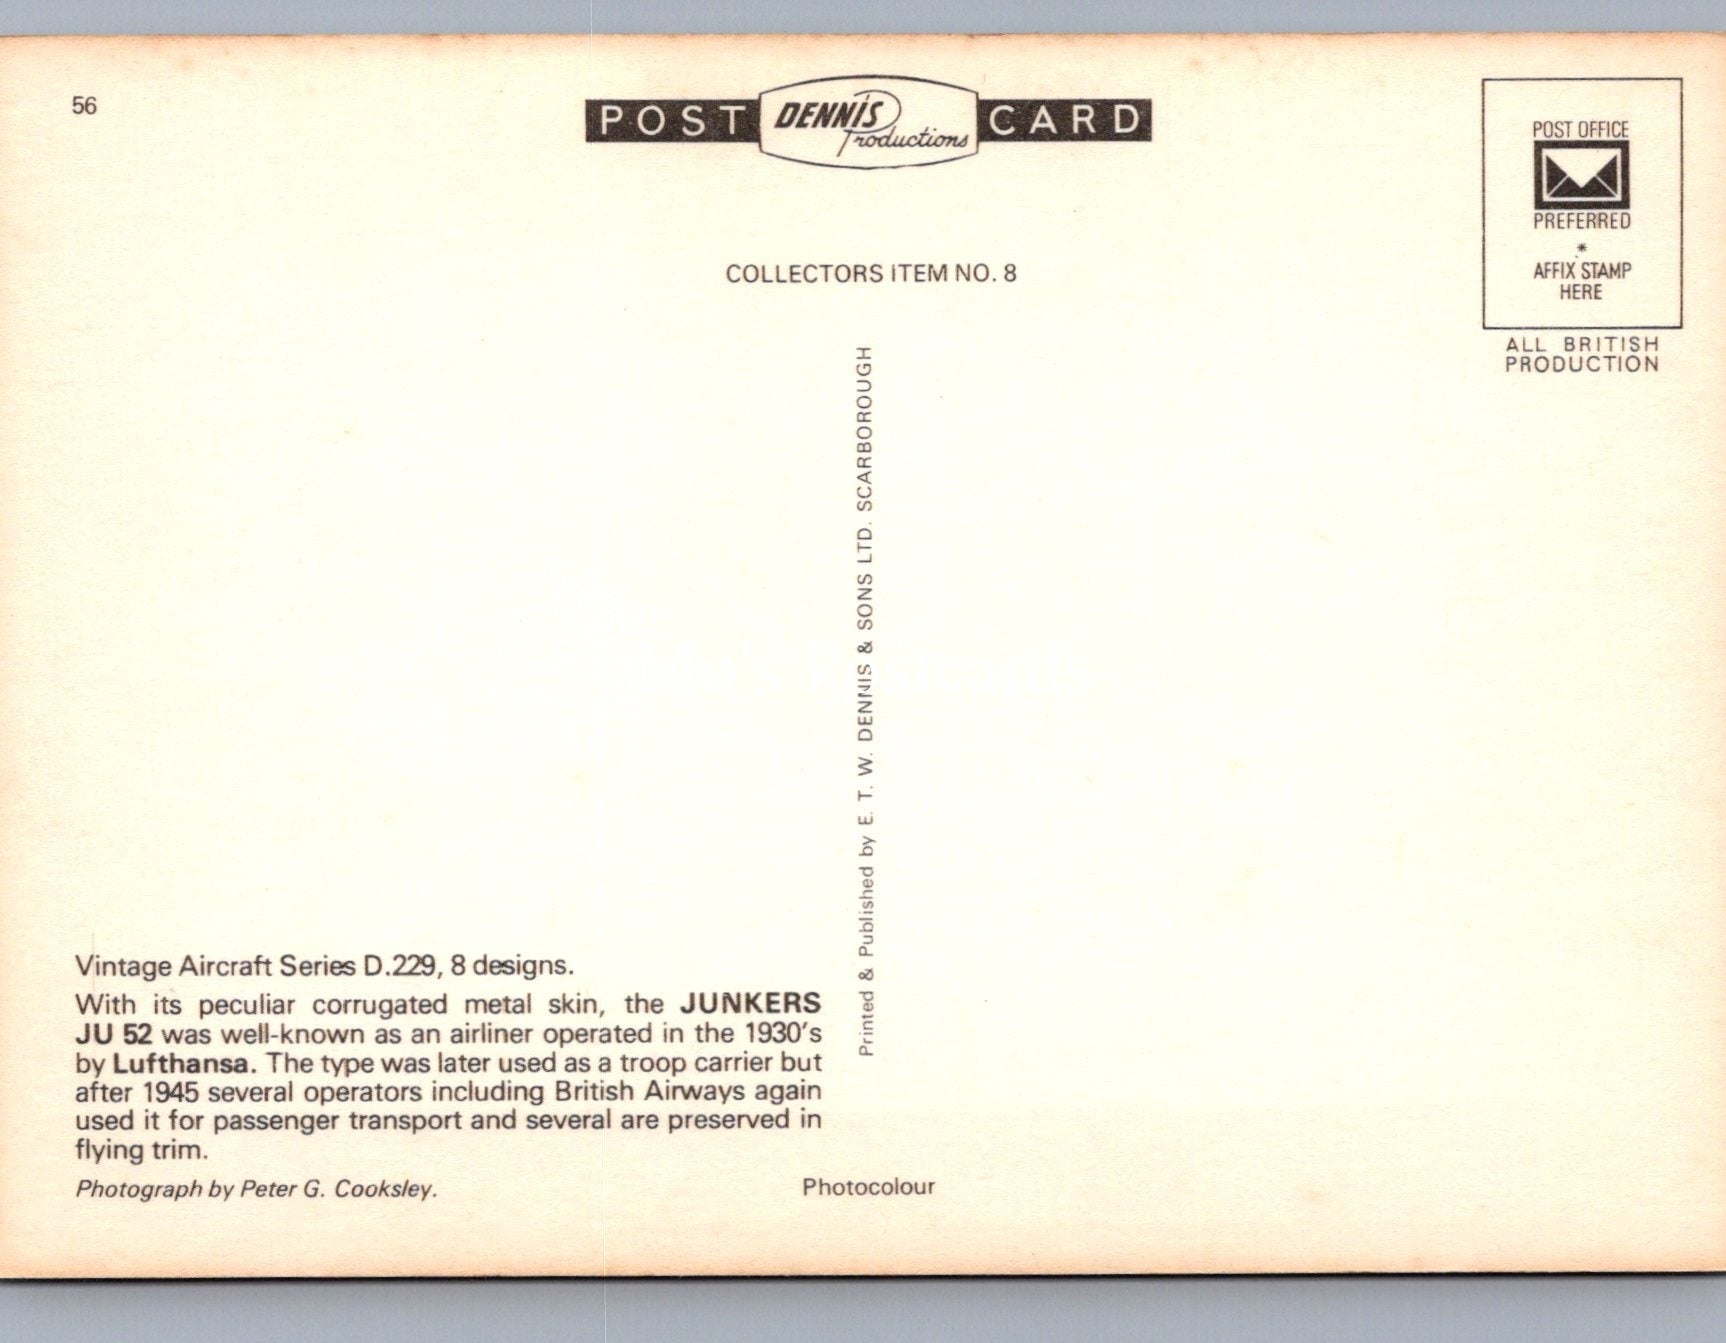 56
POST DENNIS Productions CARD
POST OFFICE
PREFERRED
*
AFFIX STAMP
HERE
ALL BRITISH
PRODUCTION
COLLECTORS ITEM NO. 8
Printed & Published by E. T. W. DENNIS & SONS LTD. SCARBOROUGH
Mo's Postcards
Vintage Aircraft Series D.229, 8 designs.
With its peculiar corrugated metal skin, the JUNKERS
JU 52 was well-known as an airliner operated in the 1930's
by Lufthansa. The type was later used as a troop carrier but
after 1945 several operators including British Airways again
used it for passenger transport and several are preserved in
flying trim.
Photograph by Peter G. Cooksley.
Photocolour